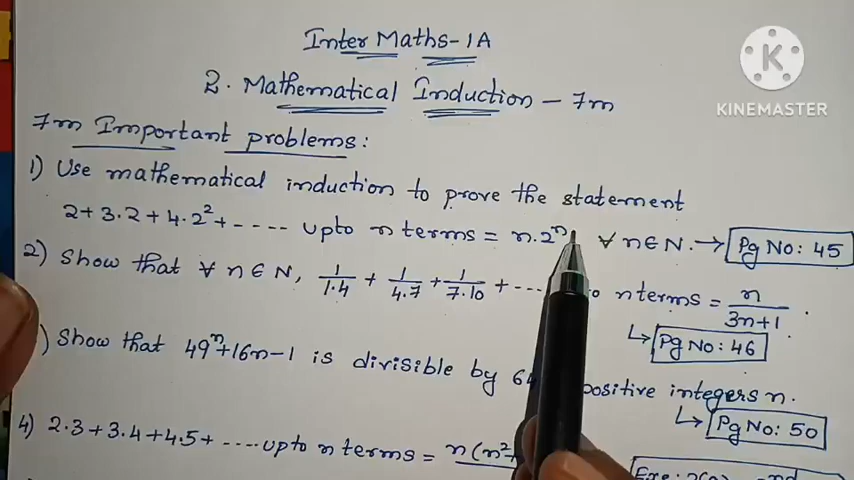 Inter Maths-1A
KINEMASTER
2. Mathematical Induction - 7m
7m Important problems:
1) Use mathematical induction to prove the statement
2+3.2+4.2²+ ..... upto n terms = n.2ⁿ, ∀ n∈N. → Pg No: 45
2) Show that ∀ n∈N, 1/1.4 + 1/4.7 + 1/7.10 + ... n terms = n/3n+1 .
↳ Pg No: 46
) Show that 49ⁿ+16n-1 is divisible by 64 positive integers n.
↳ Pg No: 50
4) 2.3+3.4+4.5+ ....upto n terms = n(n²+